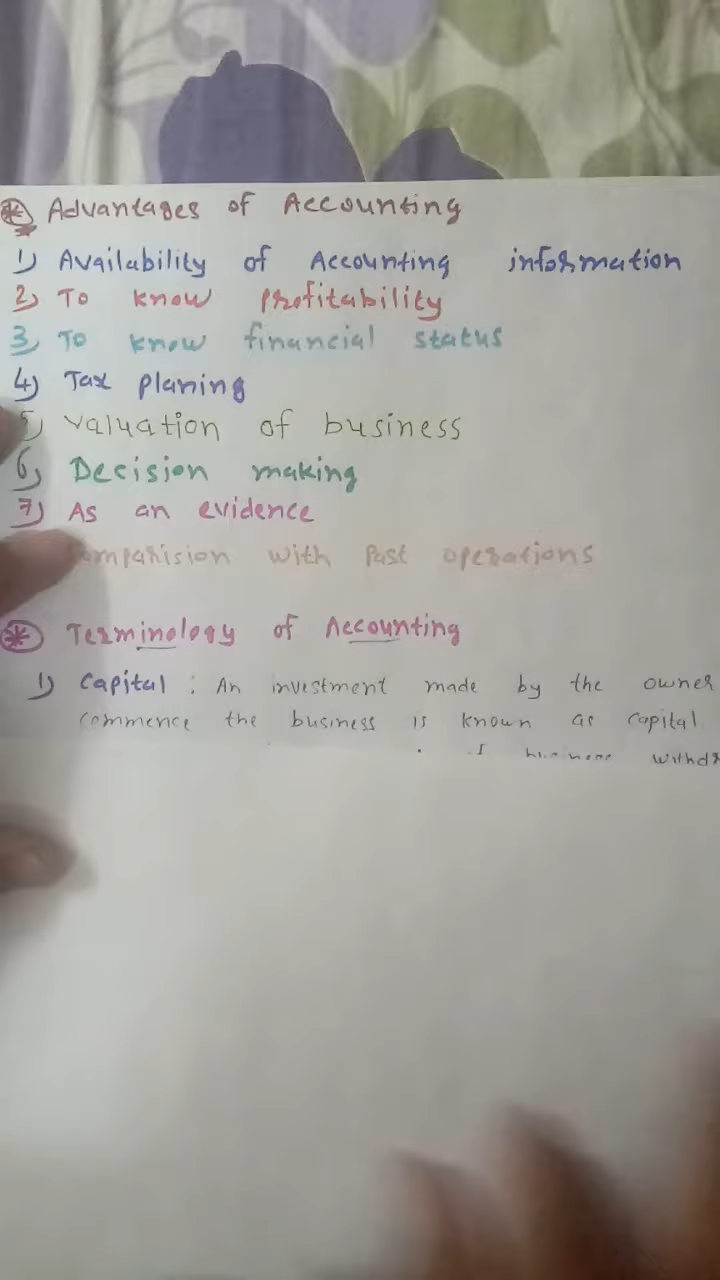 Advantages of Accounting
1) Availability of Accounting information
2) To know Profitability
3) To know financial status
4) Tax planing
5) Valuation of business
6) Decision making
7) As an evidence
with Past operations
Terminology of Accounting
1) Capital : An investment made by the owner
commence the business is known as capital